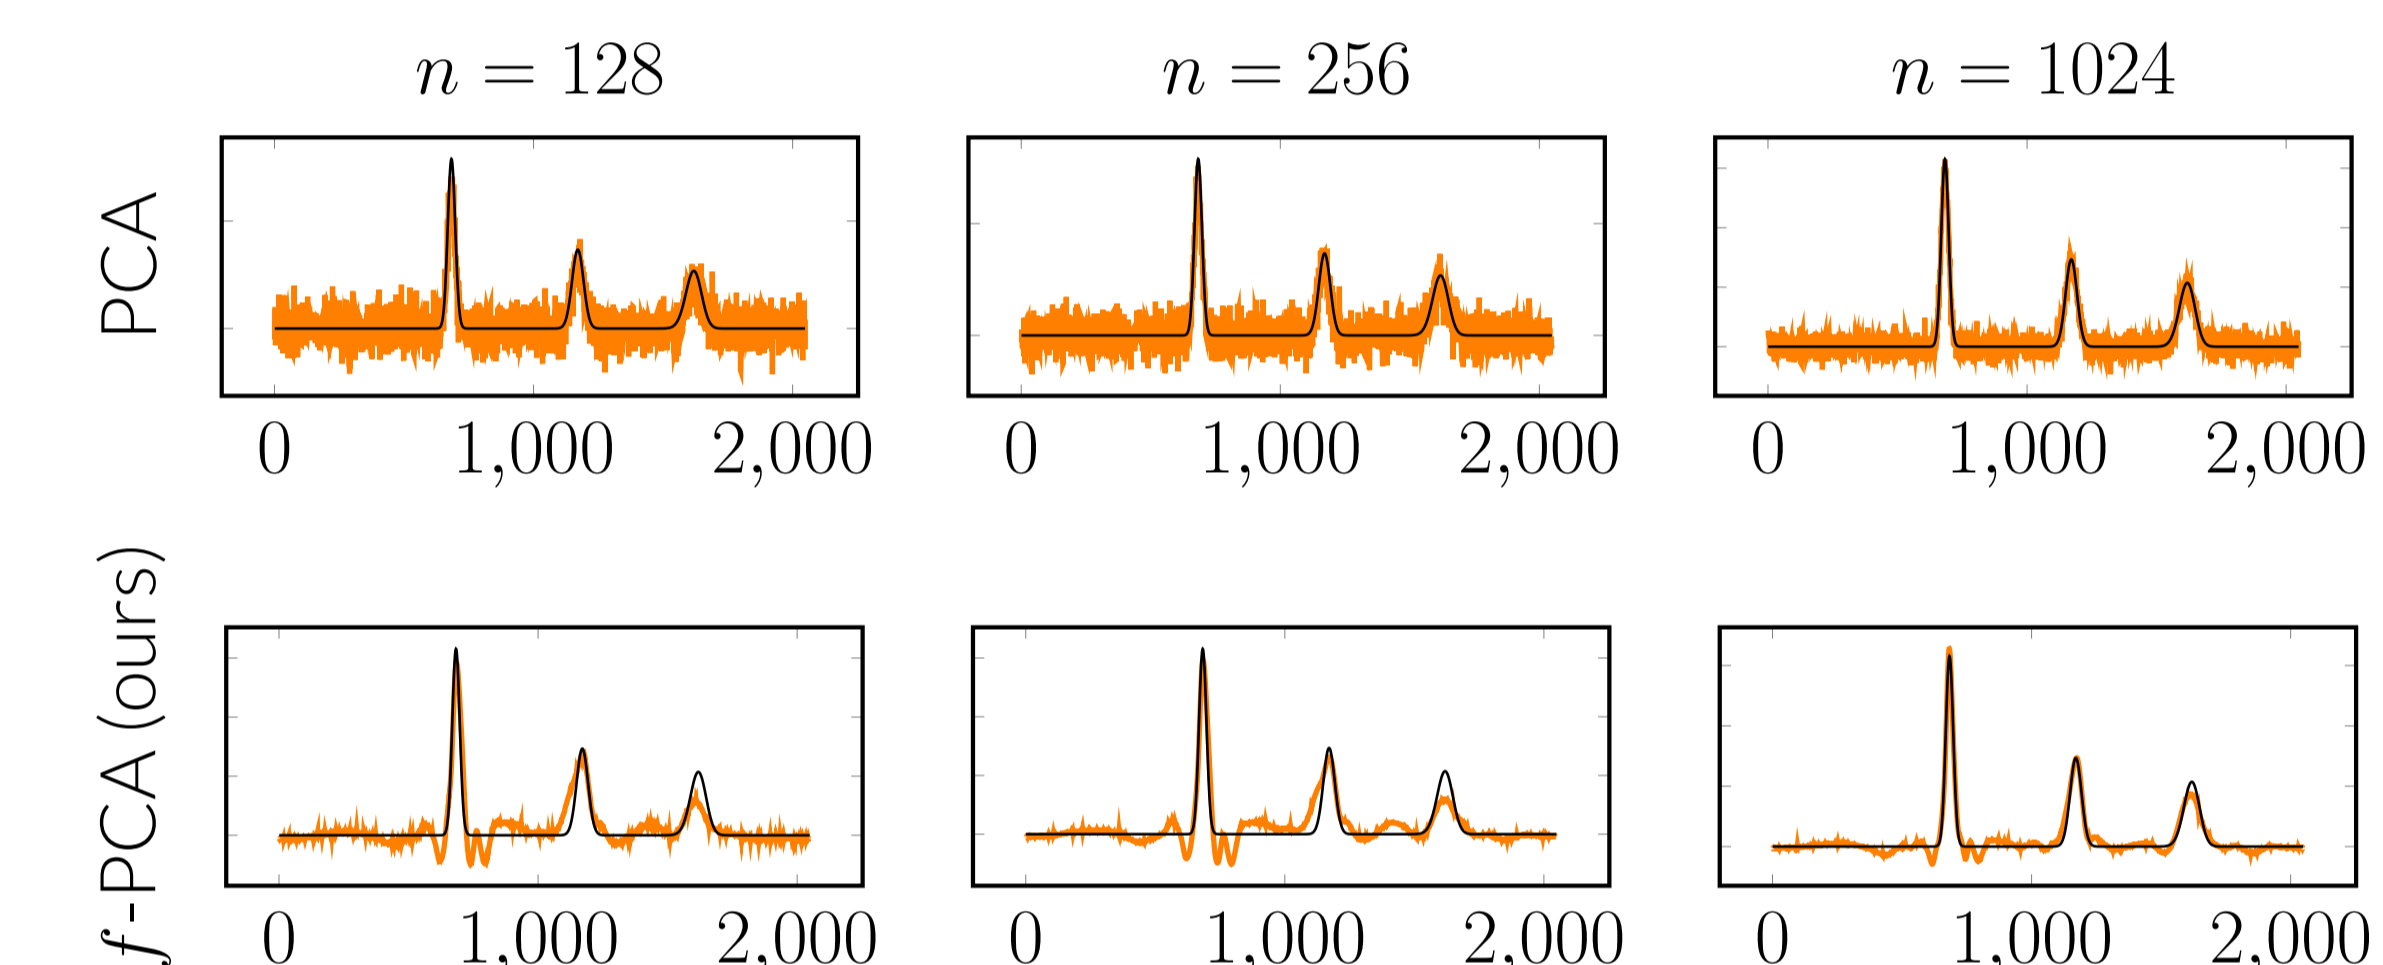 n = 128 n = 256 n = 1024
PCA
0 1,000 2,000 0 1,000 2,000 0 1,000 2,000
f-PCA (ours)
0 1,000 2,000 0 1,000 2,000 0 1,000 2,000